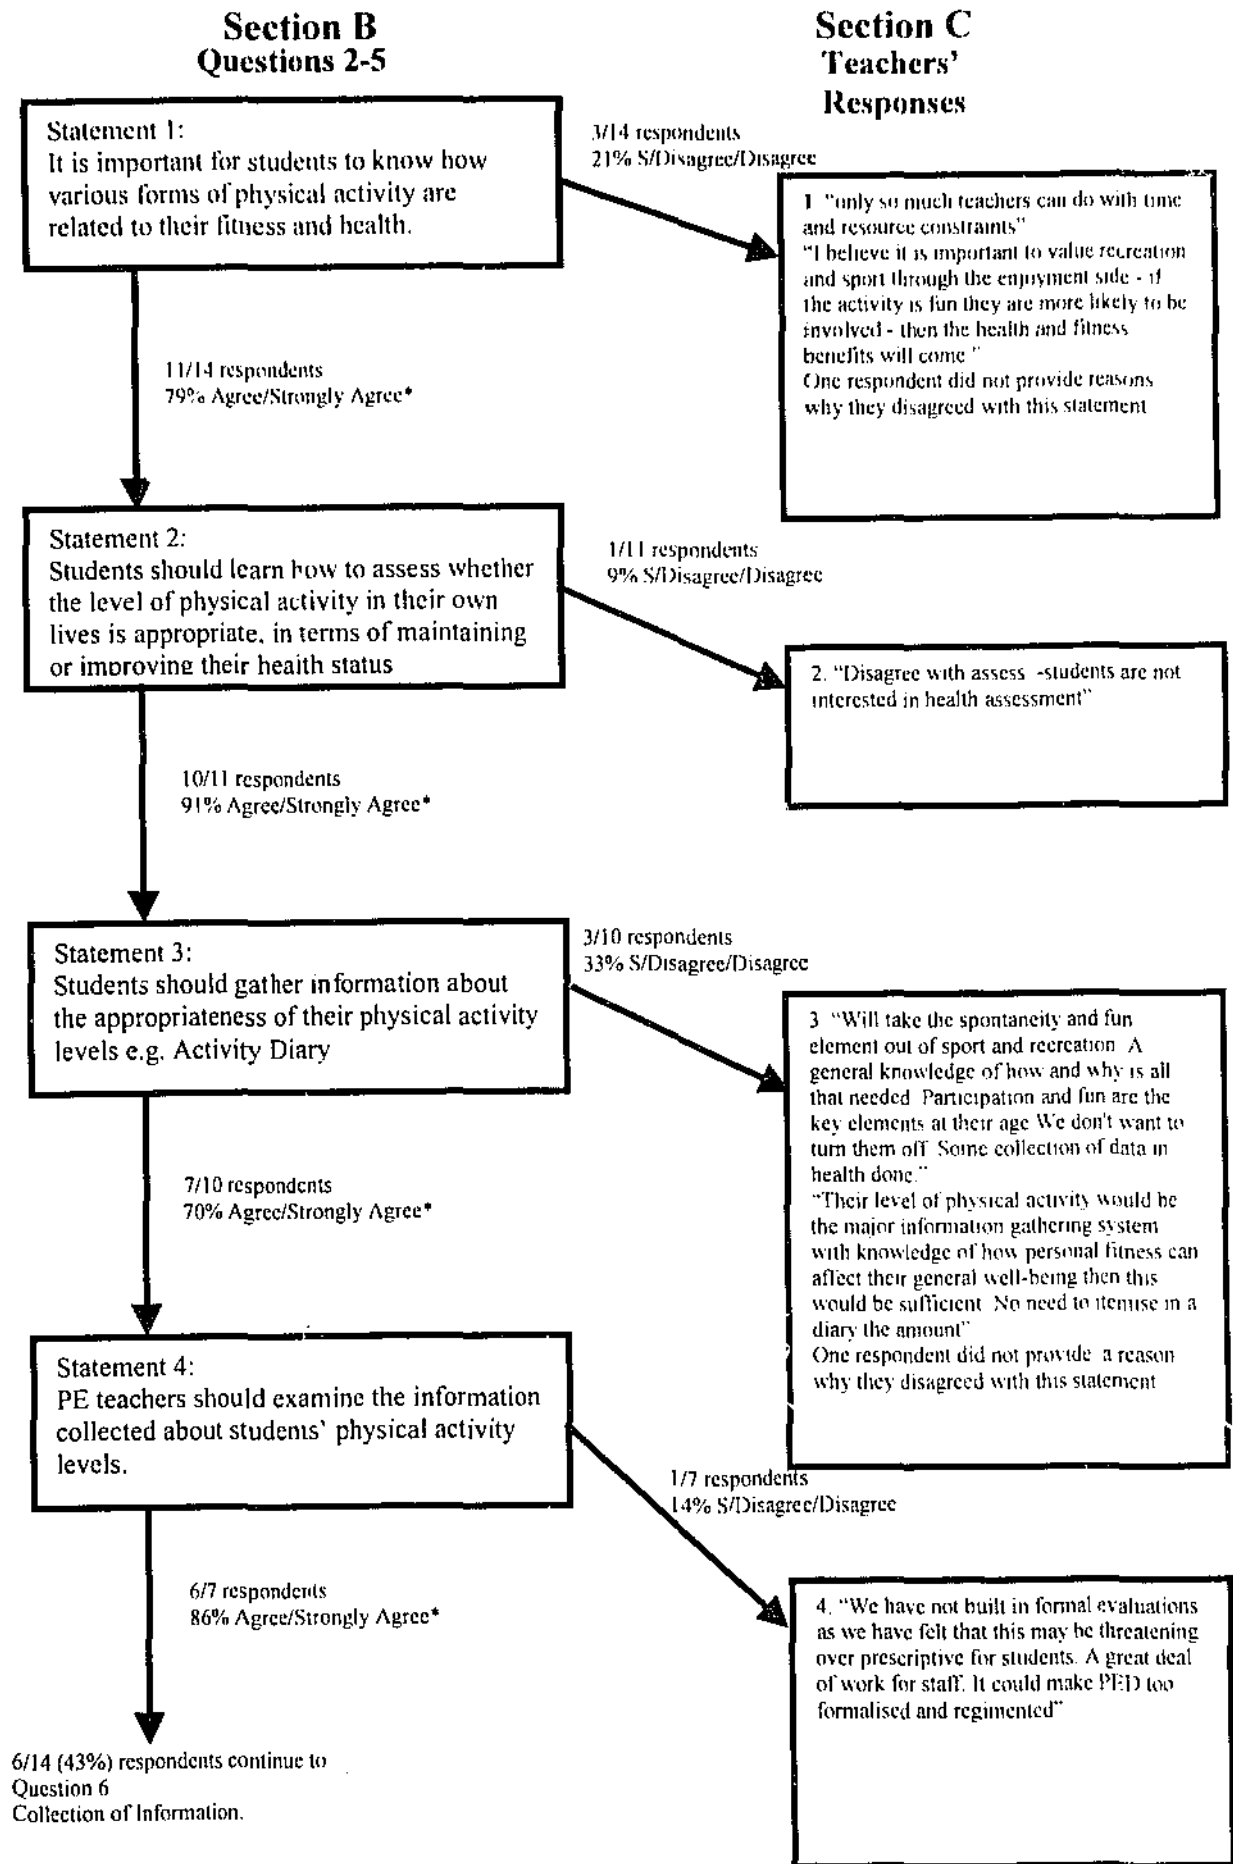 Section B
Questions 2-5
Section C
Teachers'
Responses
Statement 1:
It is important for students to know how
various forms of physical activity are
related to their fitness and health.
3/14 respondents
21% S/Disagree/Disagree
1 "only so much teachers can do with time
and resource constraints"
"I believe it is important to value recreation
and sport through the enjoyment side - if
the activity is fun they are more likely to be
involved - then the health and fitness
benefits will come "
One respondent did not provide reasons
why they disagreed with this statement
11/14 respondents
79% Agree/Strongly Agree*
Statement 2:
Students should learn how to assess whether
the level of physical activity in their own
lives is appropriate, in terms of maintaining
or improving their health status
1/11 respondents
9% S/Disagree/Disagree
2. "Disagree with assess -students are not
interested in health assessment"
10/11 respondents
91% Agree/Strongly Agree*
Statement 3:
Students should gather information about
the appropriateness of their physical activity
levels e.g. Activity Diary
3/10 respondents
33% S/Disagree/Disagree
3 "Will take the spontaneity and fun
element out of sport and recreation A
general knowledge of how and why is all
that needed Participation and fun are the
key elements at their age We don't want to
turn them off Some collection of data in
health done."
"Their level of physical activity would be
the major information gathering system
with knowledge of how personal fitness can
affect their general well-being then this
would be sufficient No need to itemise in a
diary the amount"
One respondent did not provide a reason
why they disagreed with this statement
7/10 respondents
70% Agree/Strongly Agree*
Statement 4:
PE teachers should examine the information
collected about students' physical activity
levels.
1/7 respondents
14% S/Disagree/Disagree
4. "We have not built in formal evaluations
as we have felt that this may be threatening
over prescriptive for students. A great deal
of work for staff. It could make PED too
formalised and regimented"
6/7 respondents
86% Agree/Strongly Agree*
6/14 (43%) respondents continue to
Question 6
Collection of Information.